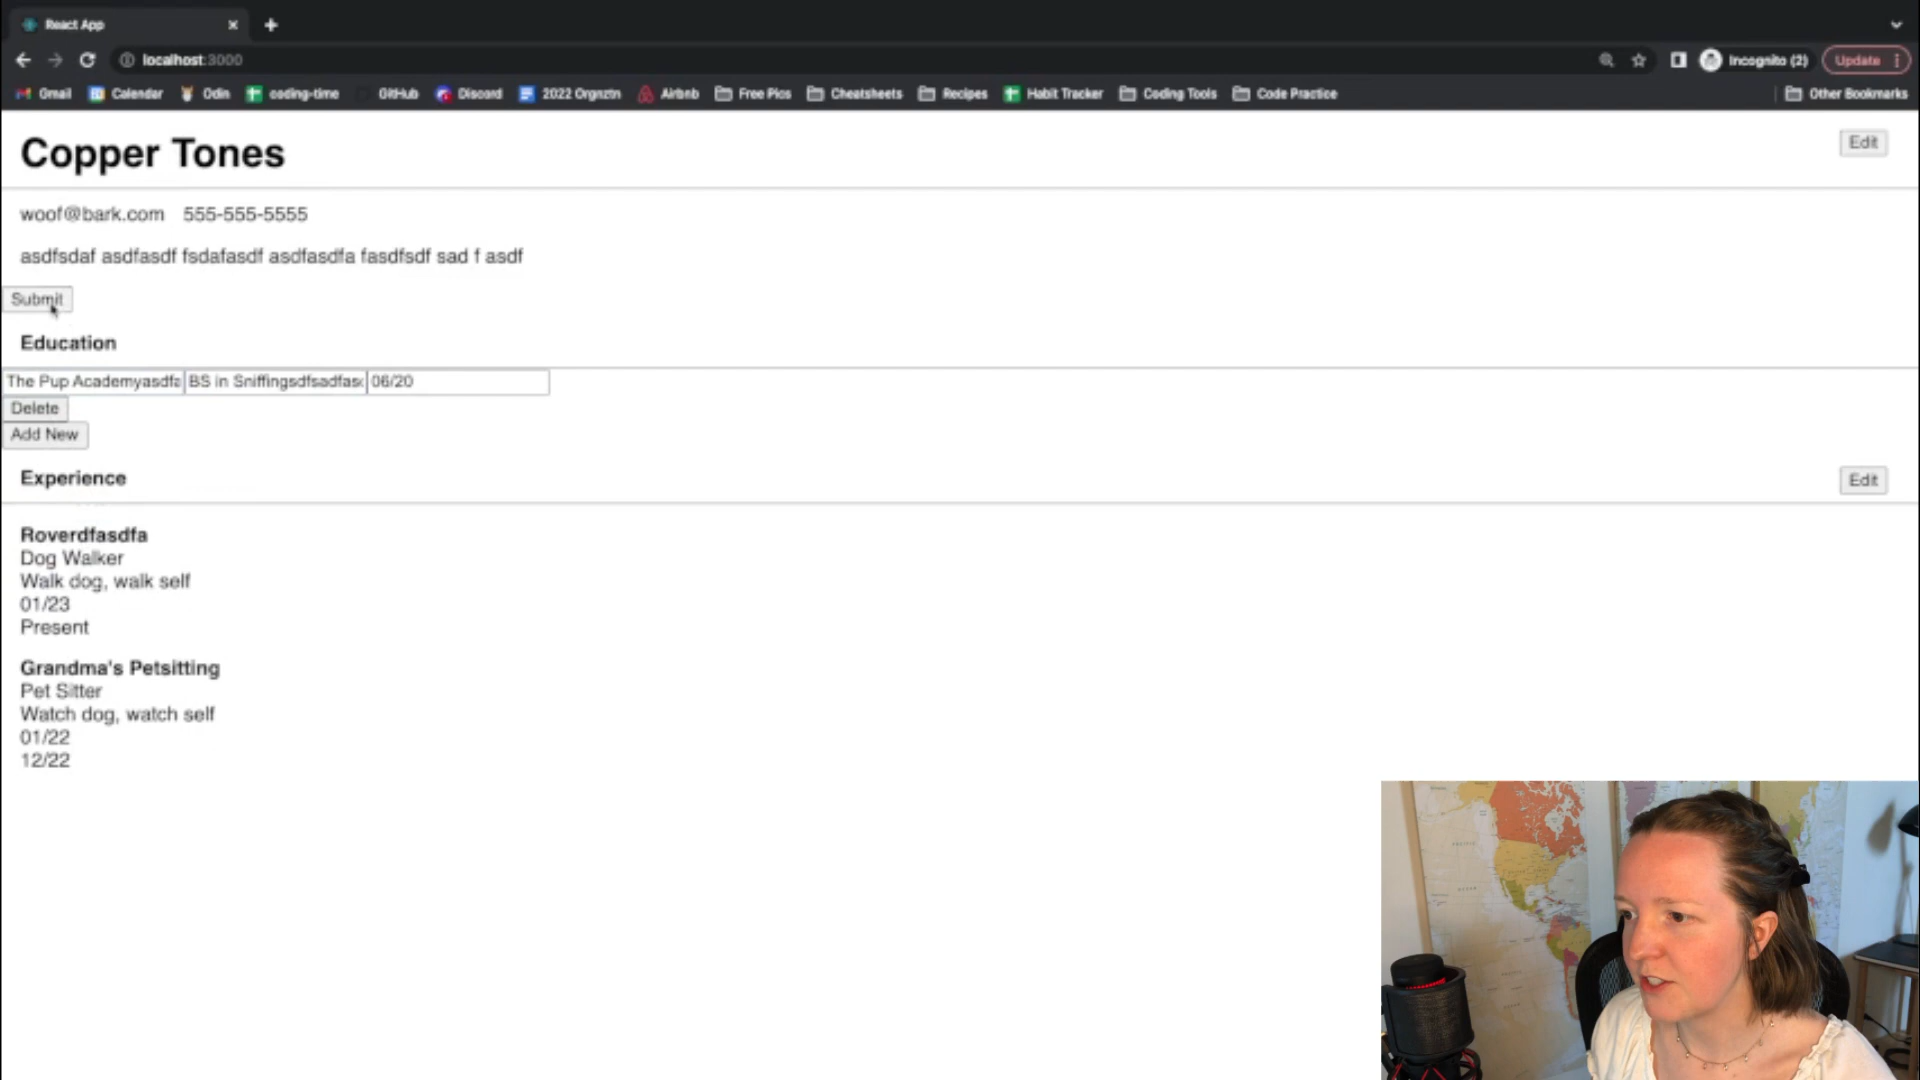 React App
localhost:3000
Incognito (2)
Update
Gmail Calendar Odin coding-time GitHub Discord 2022 Orgnztn Airbnb Free Pics Cheatsheets Recipes Habit Tracker Coding Tools Code Practice Other Bookmarks
Copper Tones
Edit
woof@bark.com 555-555-5555
asdfsdaf asdfasdf fsdafasdf asdfasdfa fasdfsdf sad f asdf
Submit
Education
The Pup Academyasdfa BS in Sniffingsdfsadfas 06/20
Delete
Add New
Experience
Edit
Roverdfasdfa
Dog Walker
Walk dog, walk self
01/23
Present
Grandma's Petsitting
Pet Sitter
Watch dog, watch self
01/22
12/22